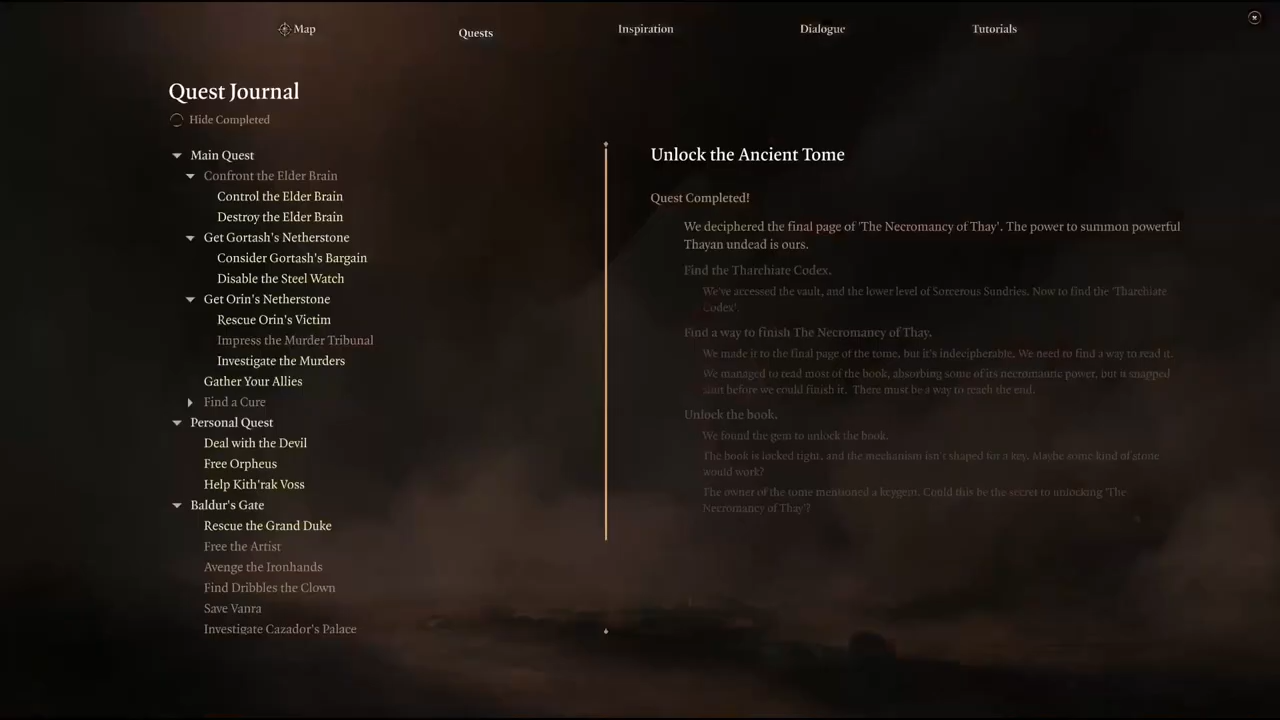 Map
Quests
Inspiration
Dialogue
Tutorials
Quest Journal
Hide Completed
Main Quest
Confront the Elder Brain
Control the Elder Brain
Destroy the Elder Brain
Get Gortash's Netherstone
Consider Gortash's Bargain
Disable the Steel Watch
Get Orin's Netherstone
Rescue Orin's Victim
Impress the Murder Tribunal
Investigate the Murders
Gather Your Allies
Find a Cure
Personal Quest
Deal with the Devil
Free Orpheus
Help Kith'rak Voss
Baldur's Gate
Rescue the Grand Duke
Free the Artist
Avenge the Ironhands
Find Dribbles the Clown
Save Vanra
Investigate Cazador's Palace
Unlock the Ancient Tome
Quest Completed!
We deciphered the final page of 'The Necromancy of Thay'. The power to summon powerful
Thayan undead is ours.
Find the Tharchiate Codex.
We've accessed the vault, and the lower level of Sorcerous Sundries. Now to find the 'Tharchiate
Codex'.
Find a way to finish The Necromancy of Thay.
We made it to the final page of the tome, but it's indecipherable. We need to find a way to read it.
We managed to read most of the book, absorbing some of its necromantic power, but it snapped
shut before we could finish it. There must be a way to reach the end.
Unlock the book.
We found the gem to unlock the book.
The book is locked tight, and the mechanism isn't shaped for a key. Maybe some kind of stone
would work?
The owner of the tome mentioned a keygem. Could this be the secret to unlocking 'The
Necromancy of Thay'?